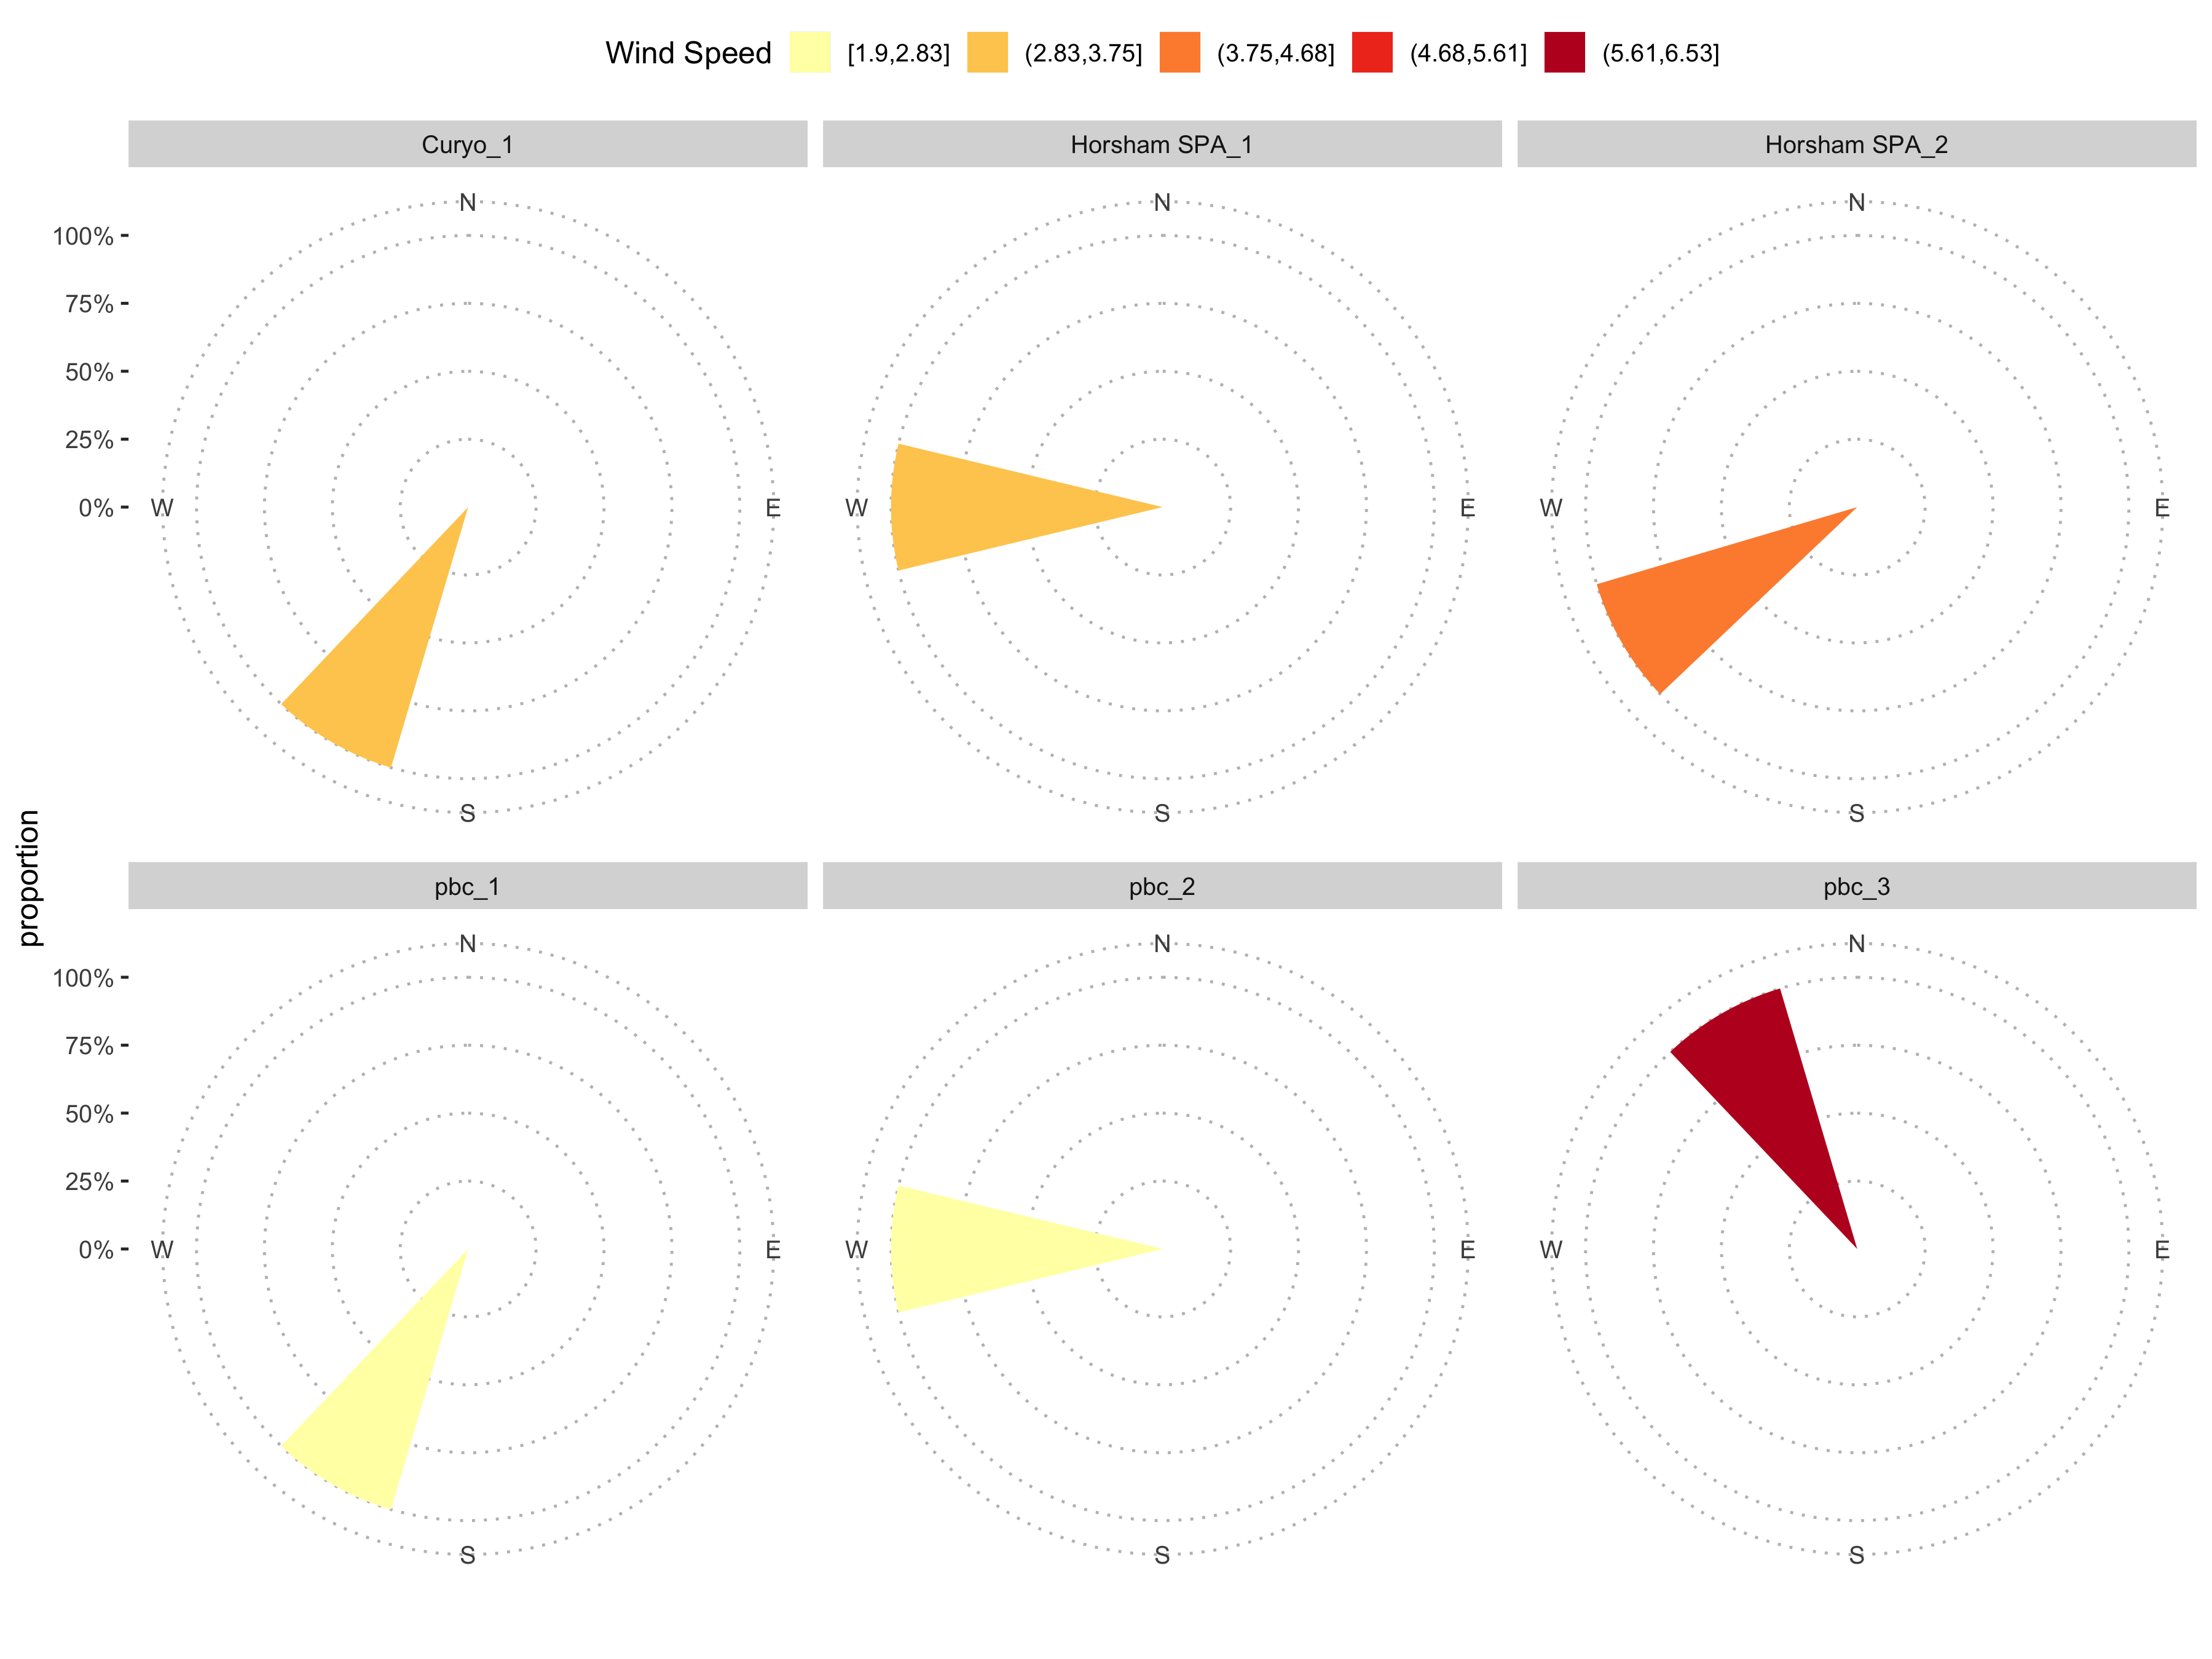 Wind Speed [1.9,2.83] (2.83,3.75] (3.75,4.68] (4.68,5.61] (5.61,6.53]
Curyo_1 Horsham SPA_1 Horsham SPA_2
N N N
100%
75%
50%
25%
0% W E W E W E
S S S
proportion
pbc_1 pbc_2 pbc_3
N N N
100%
75%
50%
25%
0% W E W E W E
S S S